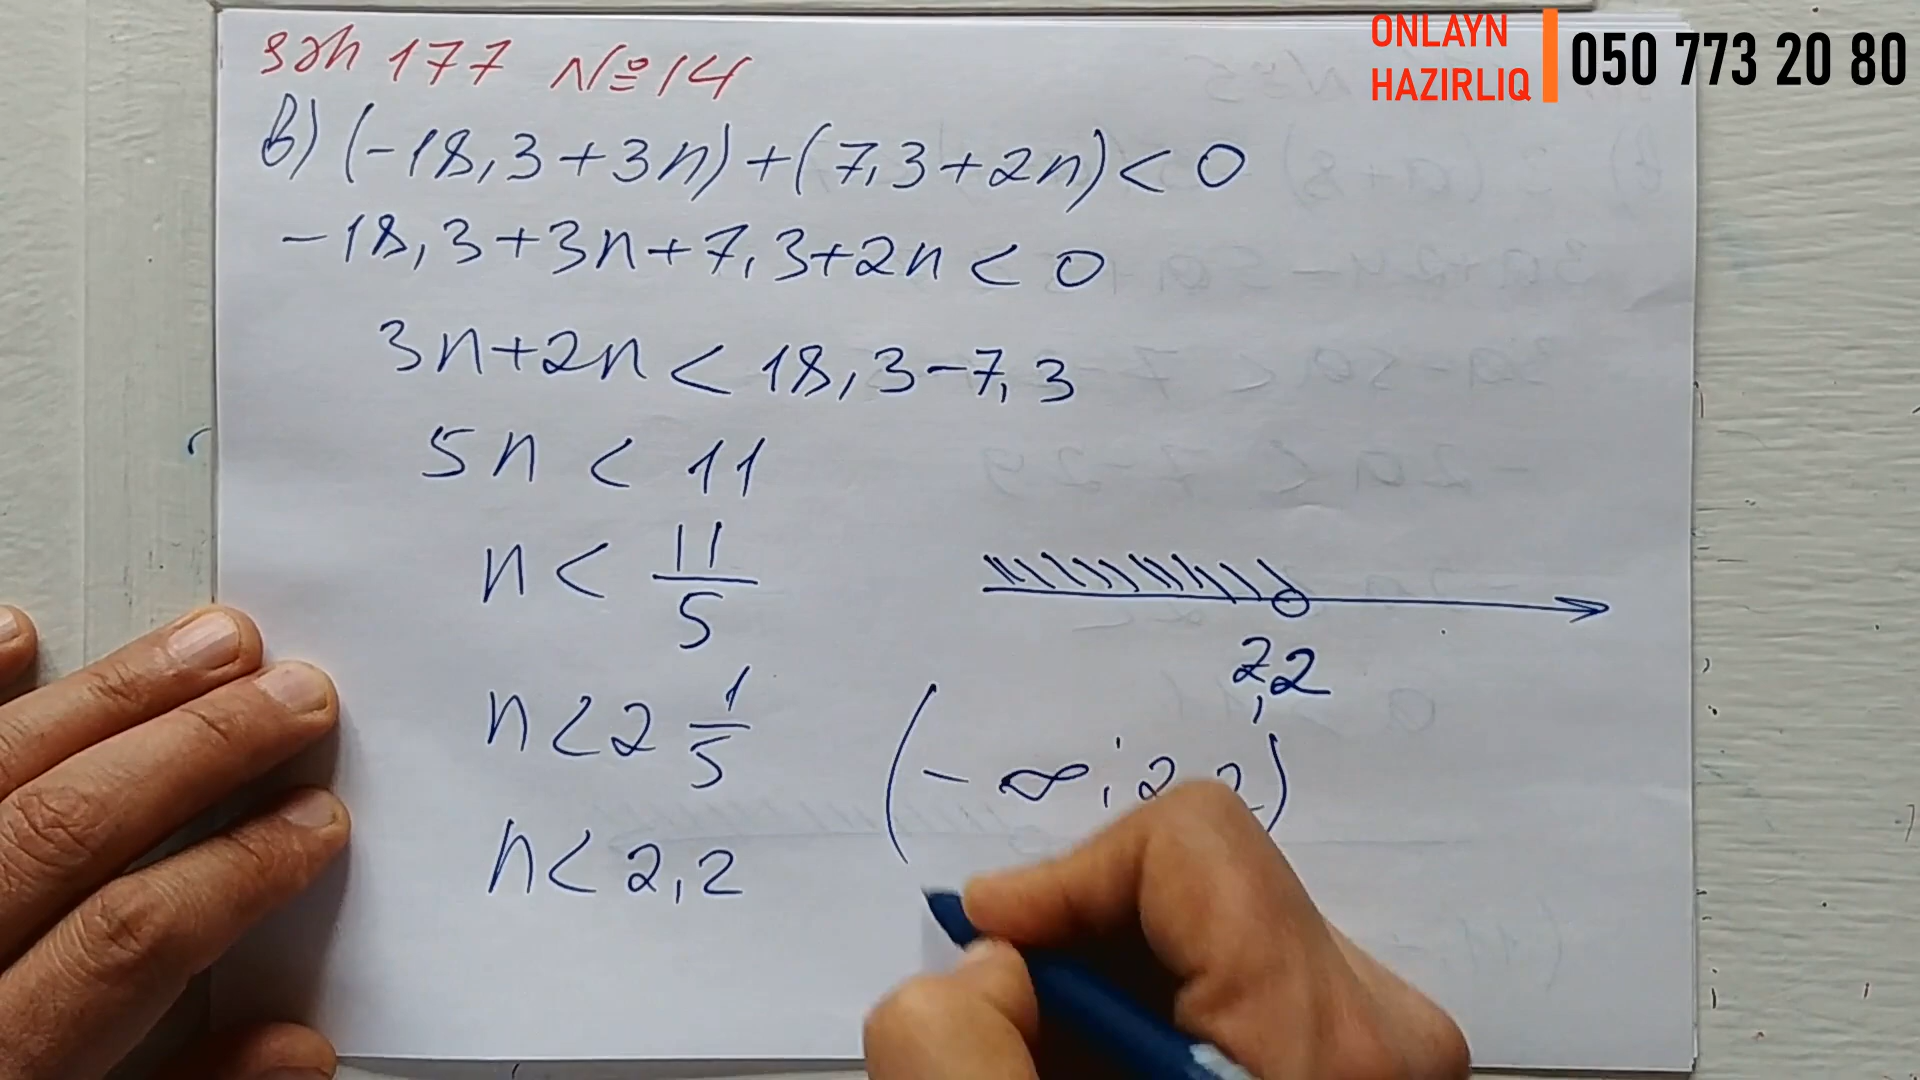 ONLAYN
HAZIRLIQ
050 773 20 80
səh 177 №14
b) (-18,3+3n)+(7,3+2n)<0
-18,3+3n+7,3+2n<0
3n+2n<18,3-7,3
5n<11
n<11/5
2,2
n<2 1/5
(-∞;2,2)
n<2,2